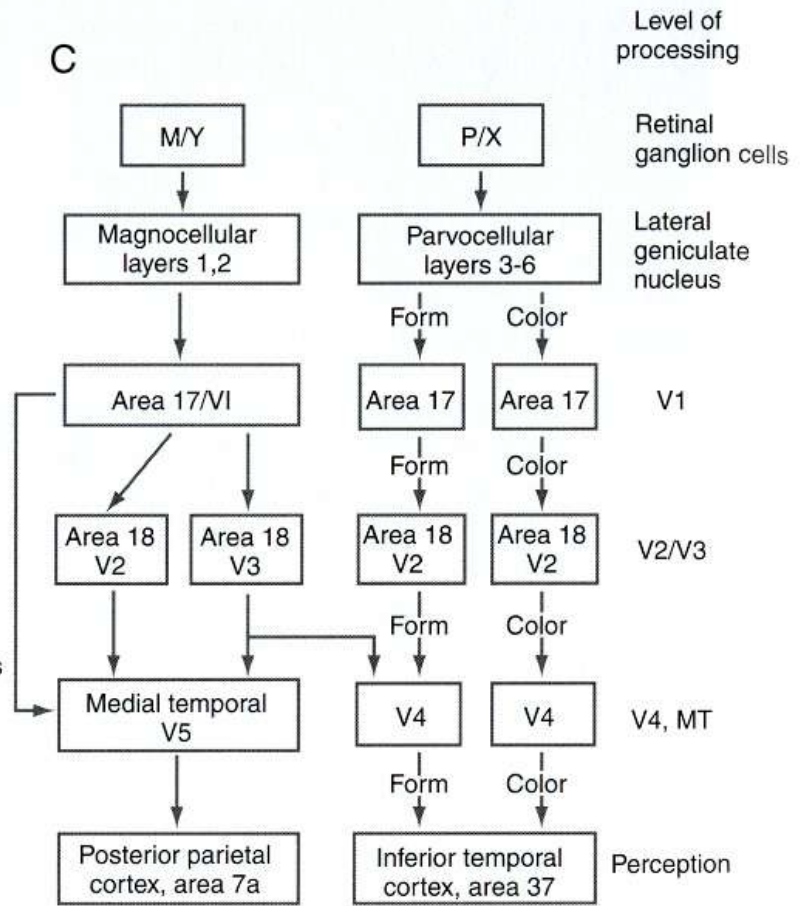 C
Level of
processing
M/Y
P/X
Retinal
ganglion cells
Magnocellular
layers 1,2
Parvocellular
layers 3-6
Lateral
geniculate
nucleus
Form
Color
Area 17/VI
Area 17
Area 17
V1
Form
Color
Area 18
V2
Area 18
V3
Area 18
V2
Area 18
V2
V2/V3
Form
Color
s
Medial temporal
V5
V4
V4
V4, MT
Form
Color
Posterior parietal
cortex, area 7a
Inferior temporal
cortex, area 37
Perception